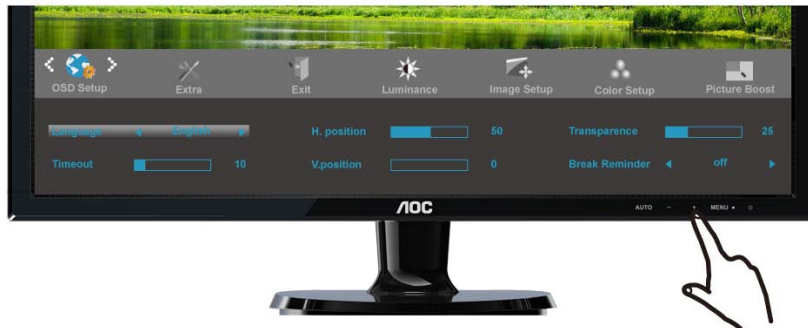 OSD Setup Extra Exit Luminance Image Setup Color Setup Picture Boost
Language English H. position 50 Transparence 25
Timeout 10 V.position 0 Break Reminder off
AOC AUTO - + MENU